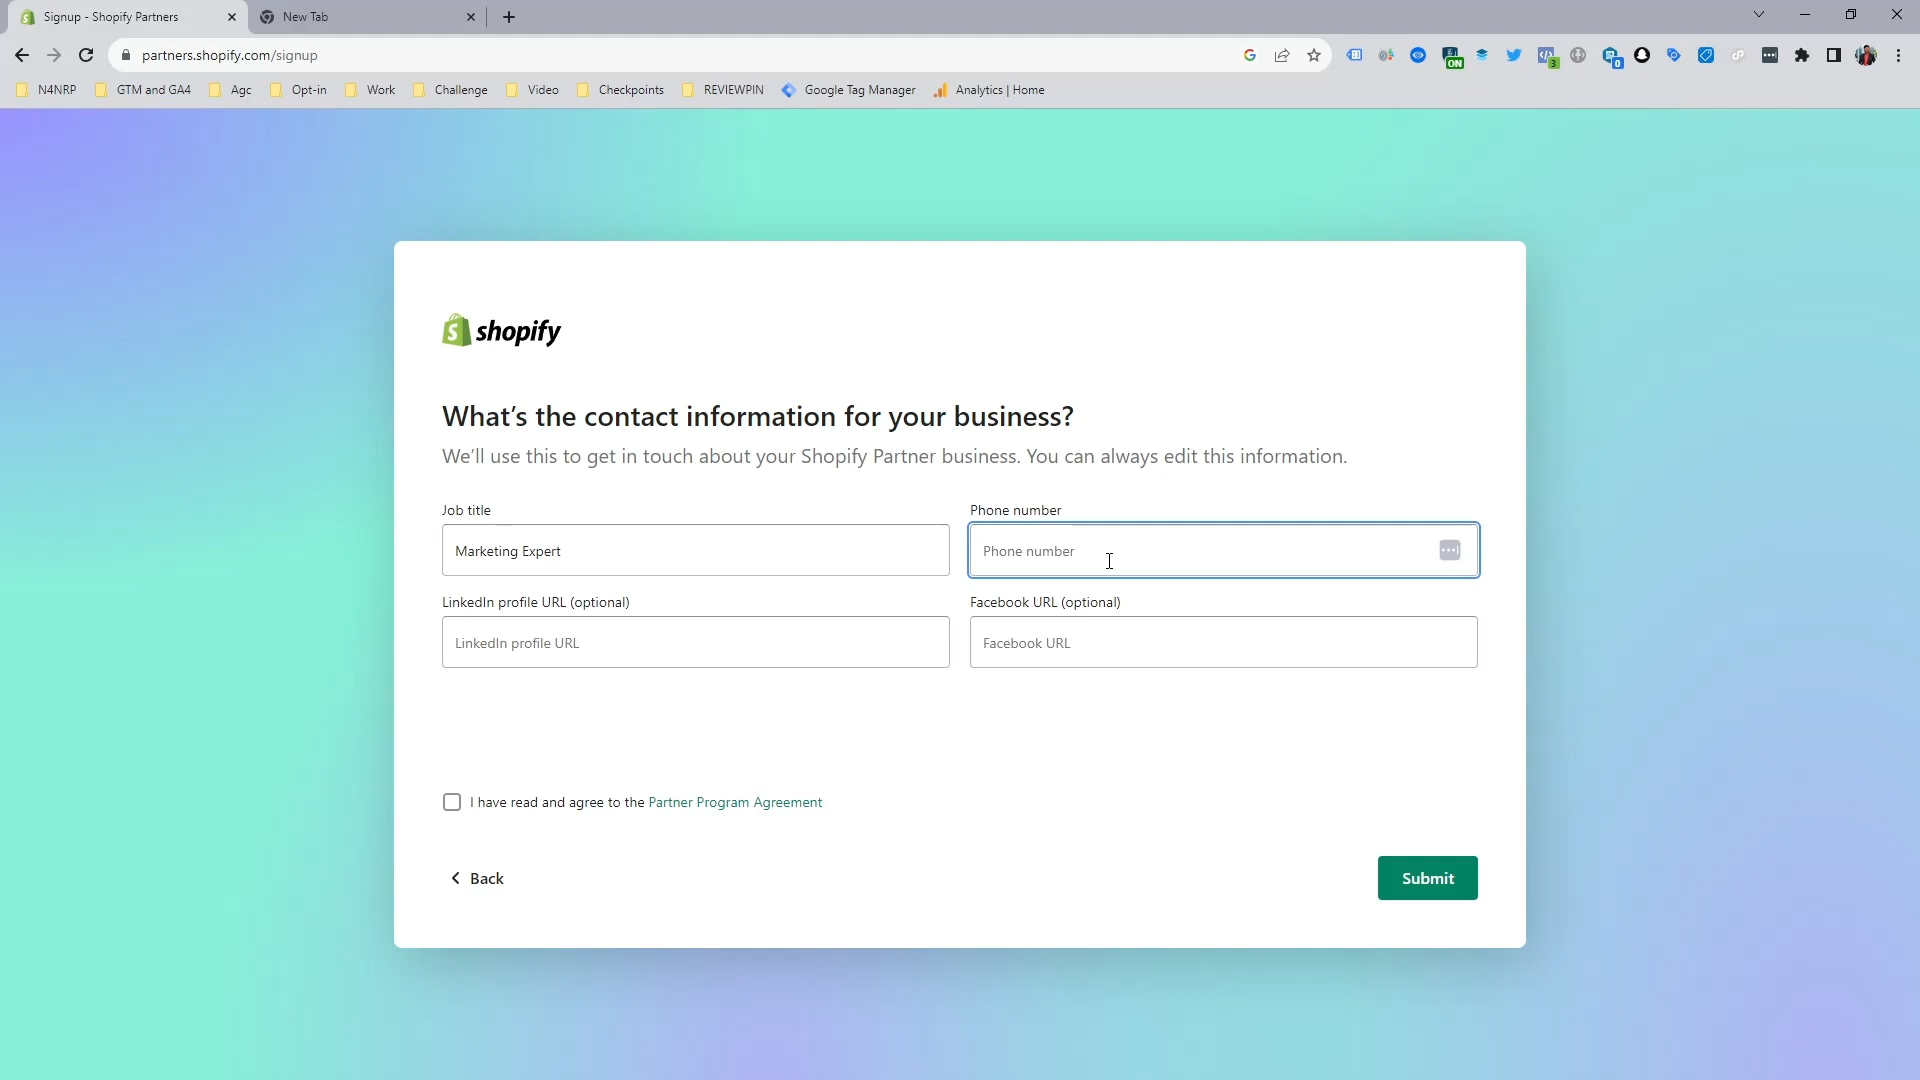 Signup - Shopify Partners
New Tab
partners.shopify.com/signup
ON
3
0
N4NRP
GTM and GA4
Agc
Opt-in
Work
Challenge
Video
Checkpoints
REVIEWPIN
Google Tag Manager
Analytics | Home
shopify
What's the contact information for your business?
We'll use this to get in touch about your Shopify Partner business. You can always edit this information.
Job title
Phone number
Marketing Expert
Phone number
LinkedIn profile URL (optional)
Facebook URL (optional)
LinkedIn profile URL
Facebook URL
I have read and agree to the Partner Program Agreement
Back
Submit